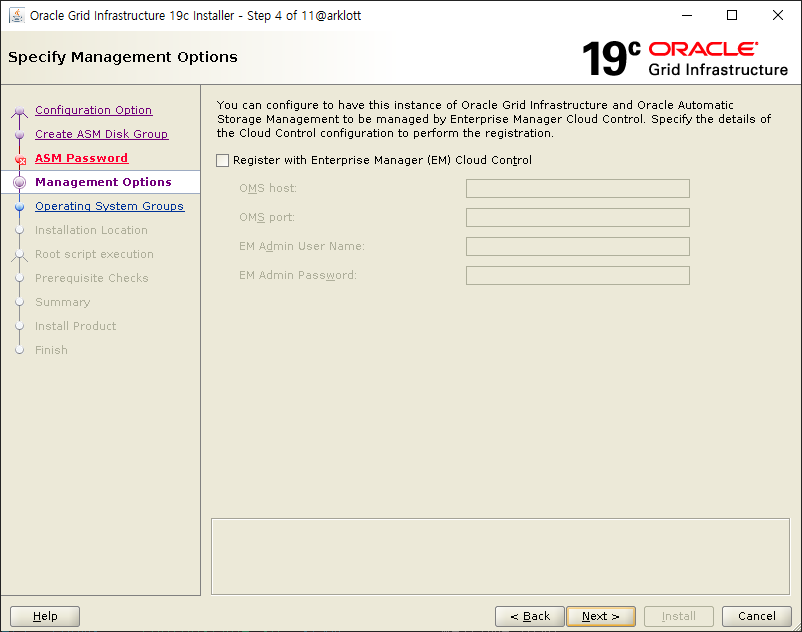 Oracle Grid Infrastructure 19c Installer - Step 4 of 11@arklott
Specify Management Options
19c ORACLE
Grid Infrastructure
Configuration Option
Create ASM Disk Group
ASM Password
Management Options
Operating System Groups
Installation Location
Root script execution
Prerequisite Checks
Summary
Install Product
Finish
You can configure to have this instance of Oracle Grid Infrastructure and Oracle Automatic
Storage Management to be managed by Enterprise Manager Cloud Control. Specify the details of
the Cloud Control configuration to perform the registration.
Register with Enterprise Manager (EM) Cloud Control
OMS host:
OMS port:
EM Admin User Name:
EM Admin Password:
Help
< Back
Next >
Install
Cancel